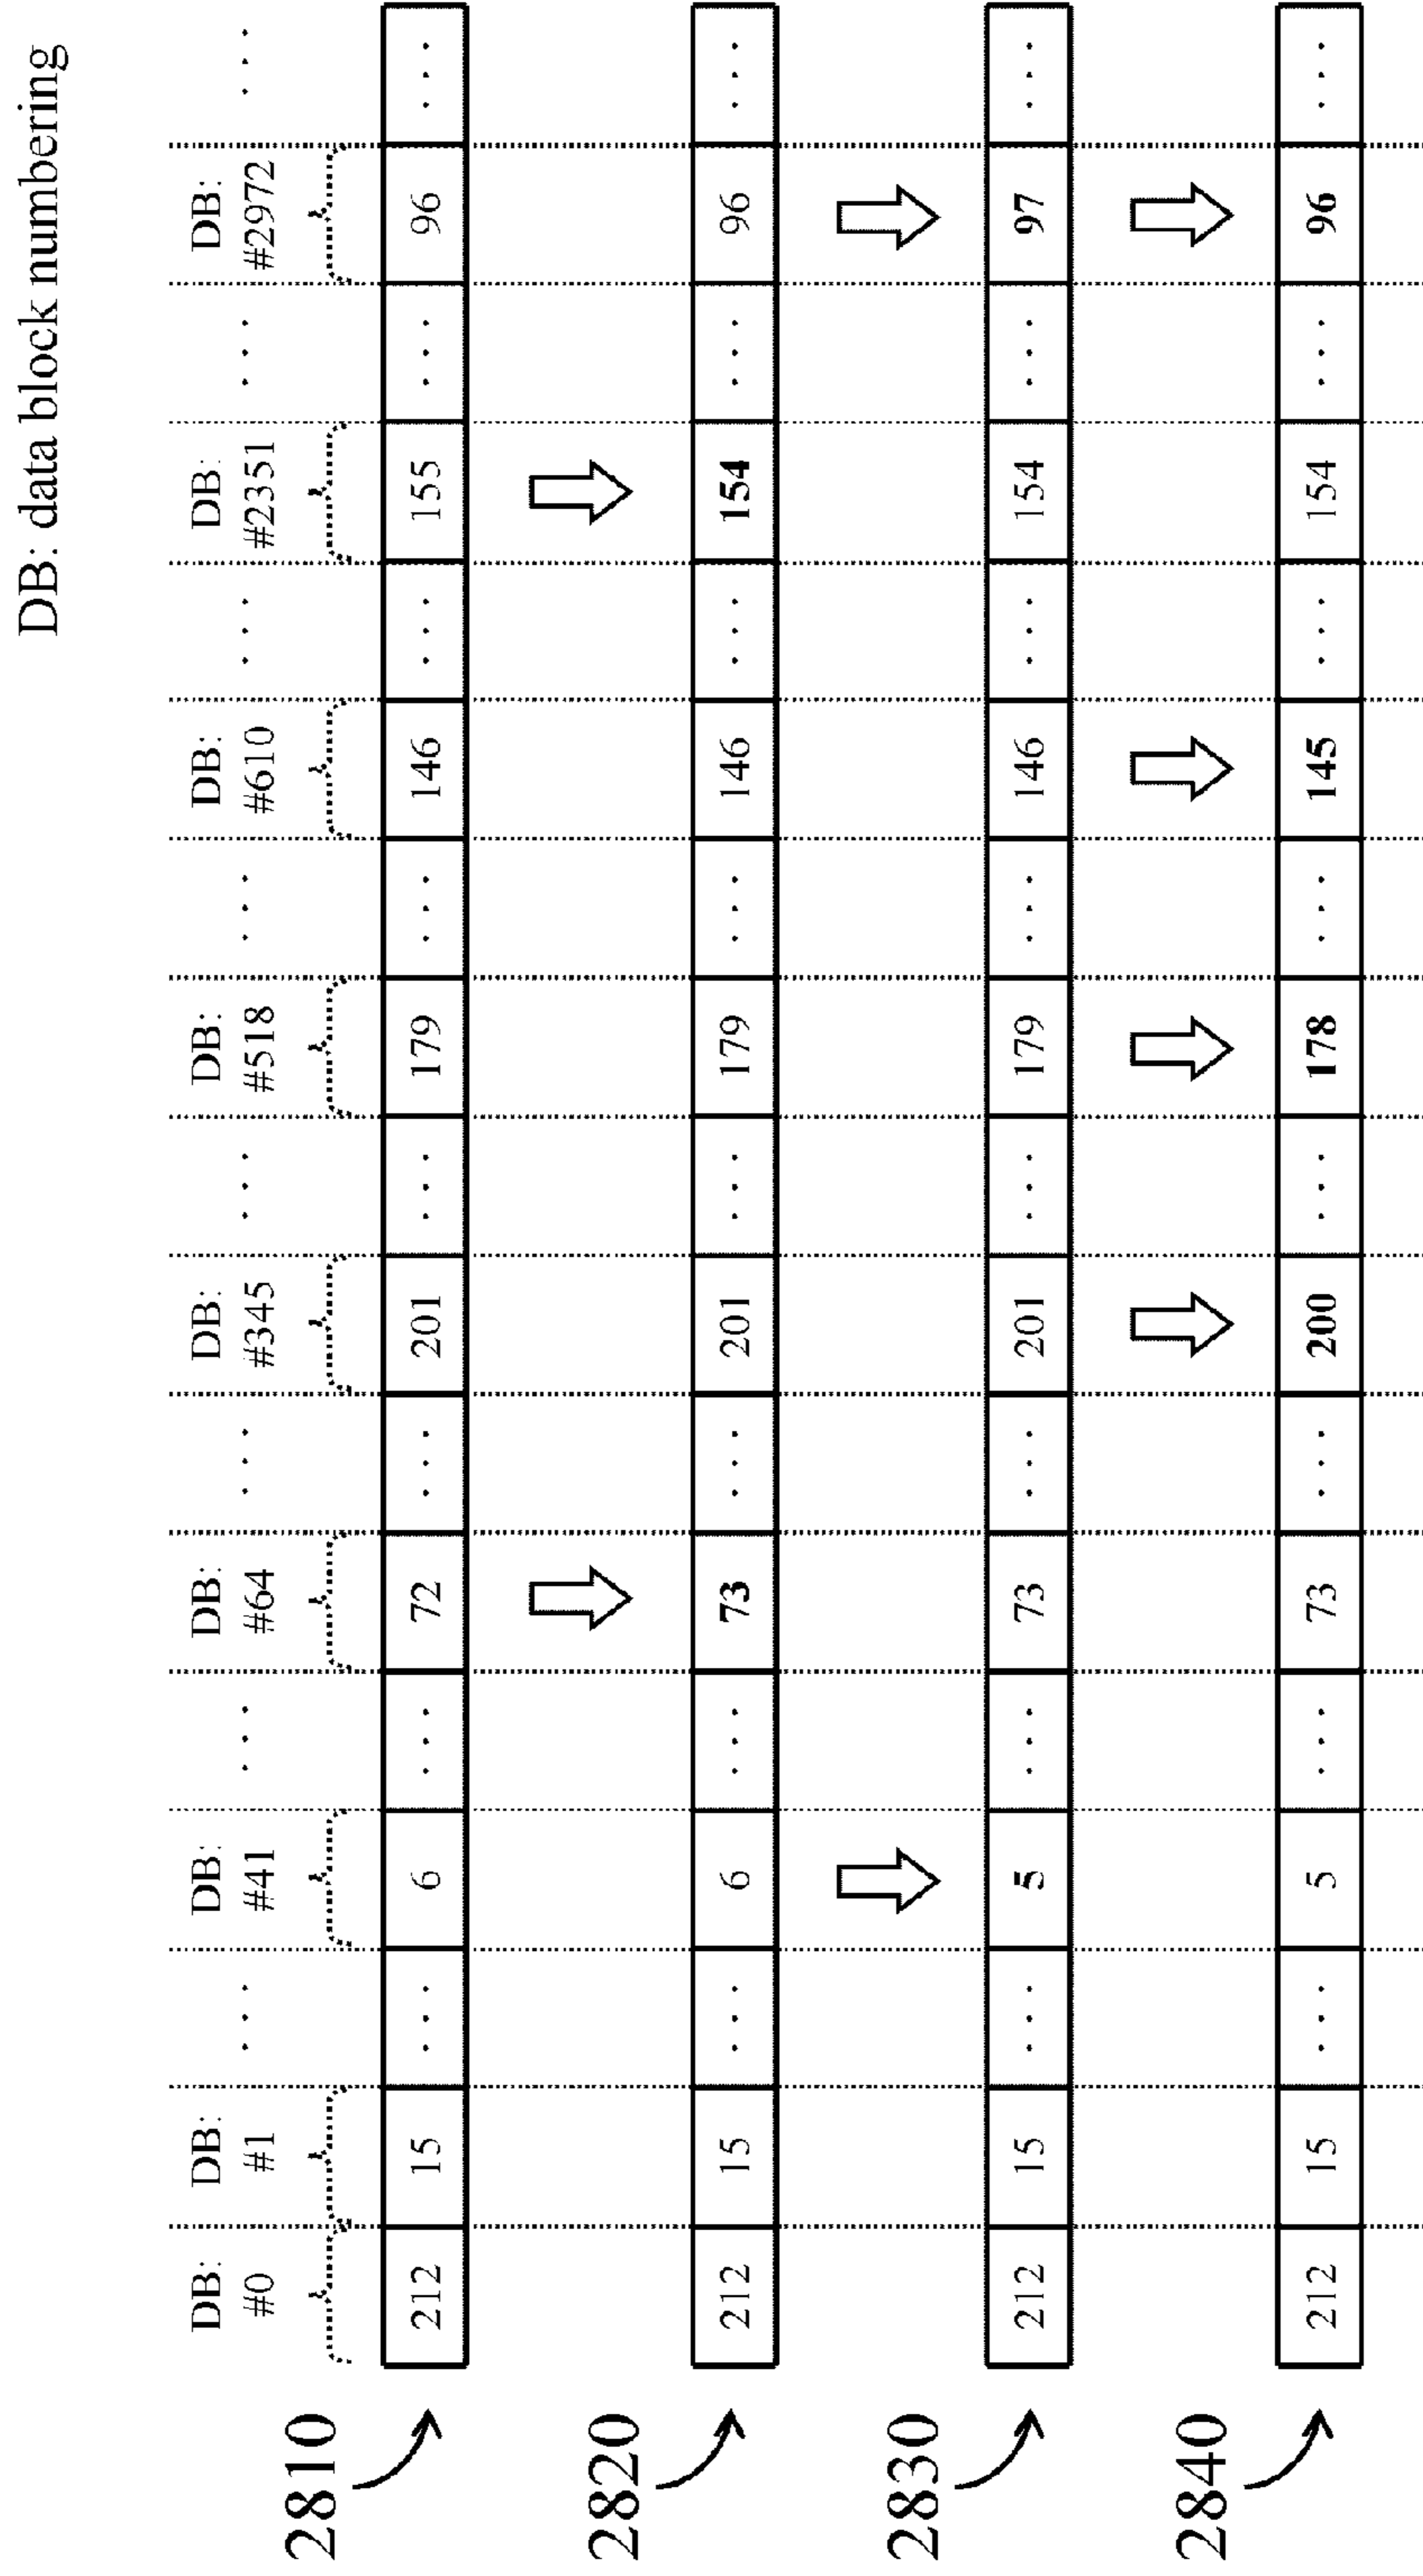 DB: data block numbering
DB: #0 DB: #1 ... DB: #41 ... DB: #64 ... DB: #345 ... DB: #518 ... DB: #610 ... DB: #2351 ... DB: #2972 ...
2810 212 15 ... 6 ... 72 ... 201 ... 179 ... 146 ... 155 ... 96 ...
2820 212 15 ... 6 ... 73 ... 201 ... 179 ... 146 ... 154 ... 96 ...
2830 212 15 ... 5 ... 73 ... 201 ... 179 ... 146 ... 154 ... 97 ...
2840 212 15 ... 5 ... 73 ... 200 ... 178 ... 145 ... 154 ... 96 ...